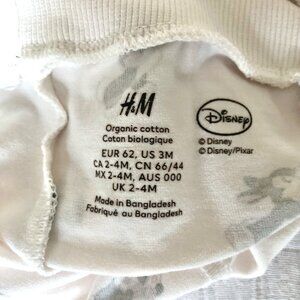 H&M
Organic cotton
Coton biologique
EUR 62, US 3M
CA 2-4M, CN 66/44
MX 2-4M, AUS 000
UK 2-4M
Made in Bangladesh
Fabriqué au Bangladesh
Disney
© Disney
© Disney/Pixar